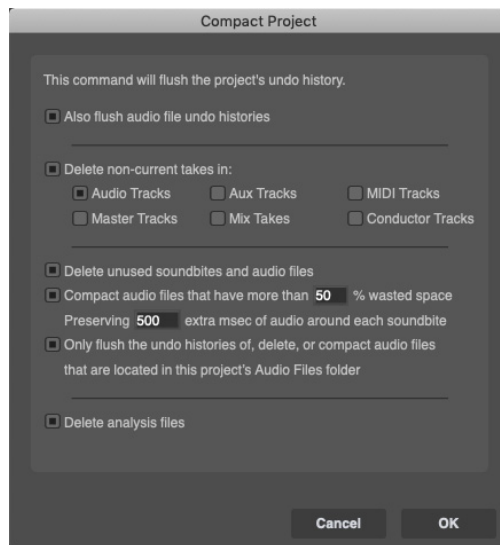 Compact Project
This command will flush the project's undo history.
Also flush audio file undo histories
Delete non-current takes in:
Audio Tracks Aux Tracks MIDI Tracks
Master Tracks Mix Takes Conductor Tracks
Delete unused soundbites and audio files
Compact audio files that have more than 50 % wasted space
Preserving 500 extra msec of audio around each soundbite
Only flush the undo histories of, delete, or compact audio files
that are located in this project's Audio Files folder
Delete analysis files
Cancel OK